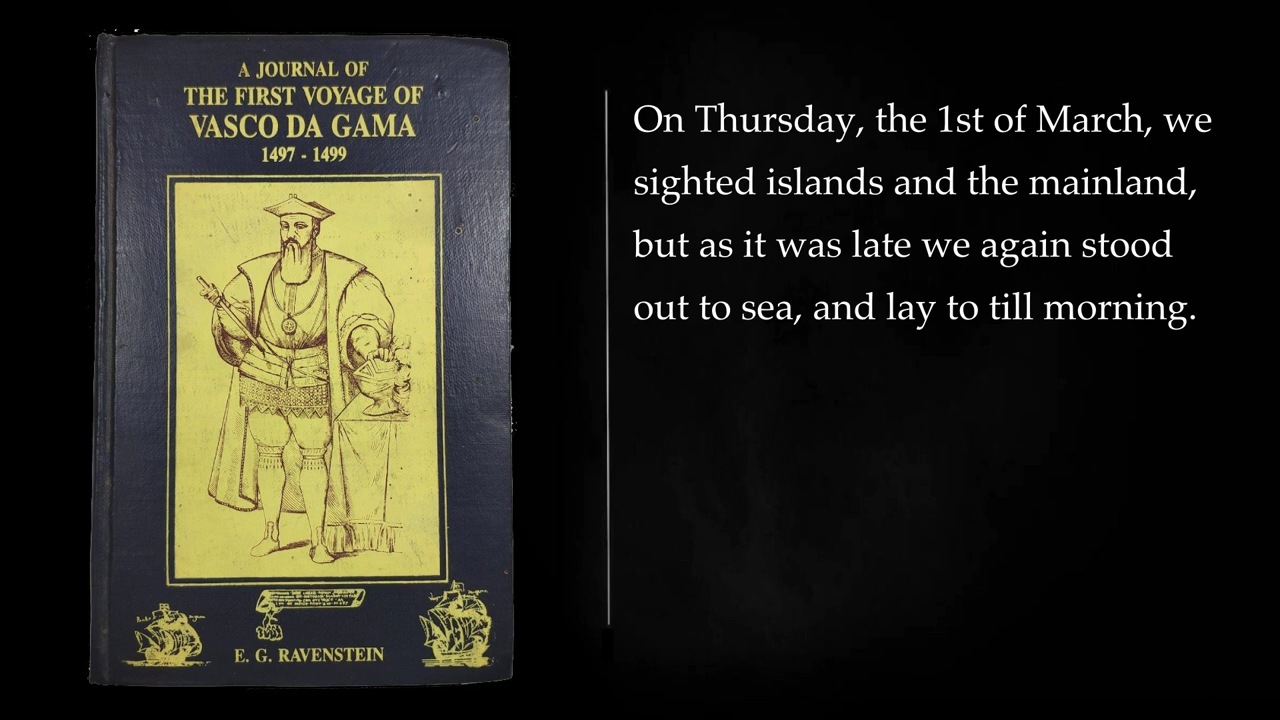 A JOURNAL OF
THE FIRST VOYAGE OF
VASCO DA GAMA
1497 - 1499
E. G. RAVENSTEIN
On Thursday, the 1st of March, we
sighted islands and the mainland,
but as it was late we again stood
out to sea, and lay to till morning.